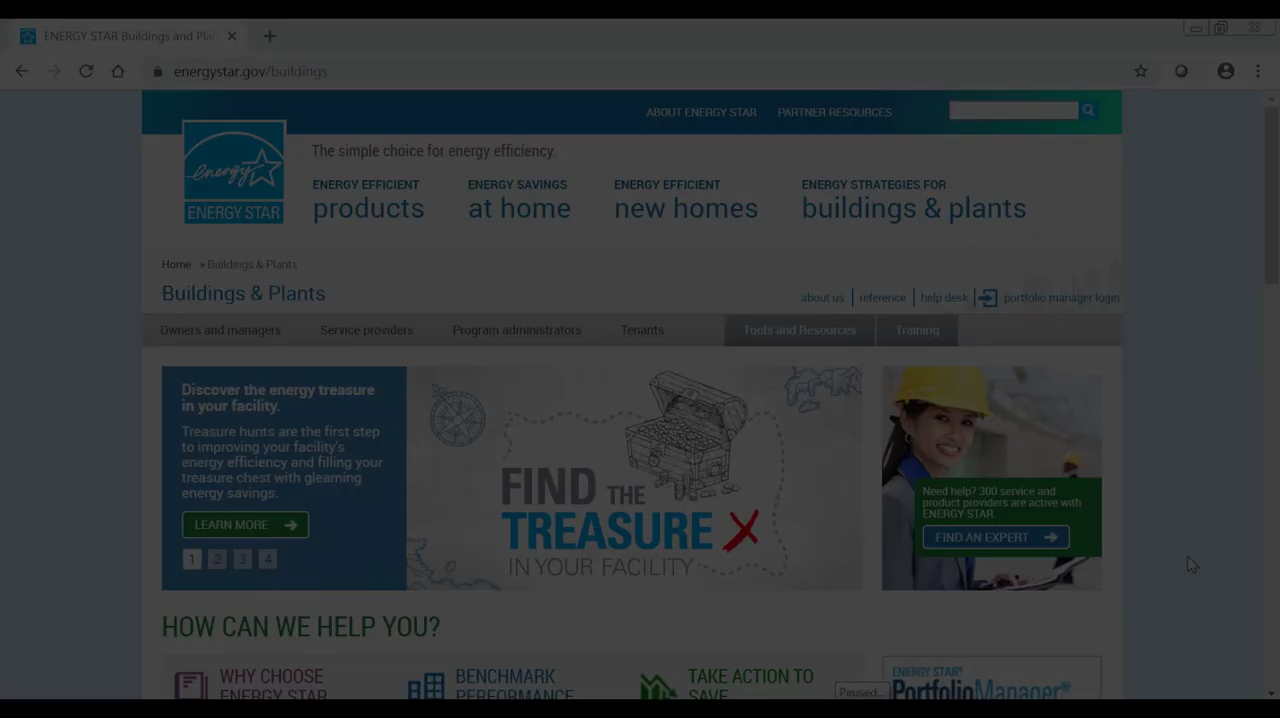 ENERGY STAR Buildings and Pla
energystar.gov/buildings
ABOUT ENERGY STAR
PARTNER RESOURCES
energy
ENERGY STAR
The simple choice for energy efficiency.
ENERGY EFFICIENT
products
ENERGY SAVINGS
at home
ENERGY EFFICIENT
new homes
ENERGY STRATEGIES FOR
buildings & plants
Home » Buildings & Plants
Buildings & Plants
about us
reference
help desk
portfolio manager login
Owners and managers
Service providers
Program administrators
Tenants
Tools and Resources
Training
Discover the energy treasure
in your facility.
Treasure hunts are the first step
to improving your facility's
energy efficiency and filling your
treasure chest with gleaming
energy savings.
LEARN MORE
1 2 3 4
FIND THE
TREASURE
IN YOUR FACILITY
Need help? 300 service and
product providers are active with
ENERGY STAR.
FIND AN EXPERT
HOW CAN WE HELP YOU?
WHY CHOOSE
ENERGY STAR
BENCHMARK
PERFORMANCE
TAKE ACTION TO
SAVE
ENERGY STAR®
PortfolioManager®
Paused...